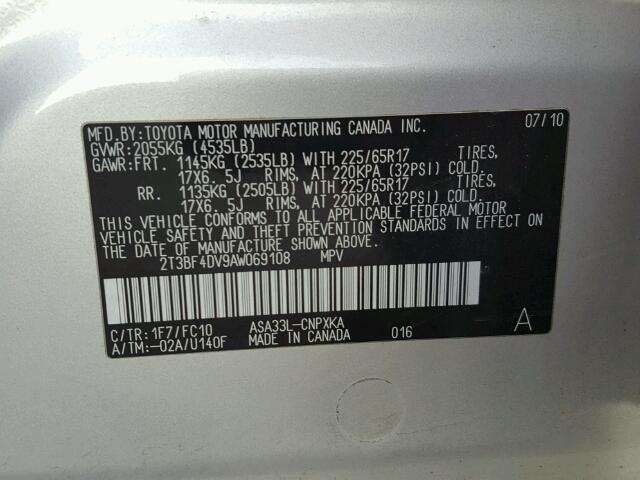 MFD.BY:TOYOTA MOTOR MANUFACTURING CANADA INC. 07/10
GVWR:2055KG (4535LB)
GAWR:FRT. 1145KG (2535LB) WITH 225/65R17 TIRES,
17X6. 5J RIMS, AT 220KPA (32PSI) COLD.
RR. 1135KG (2505LB) WITH 225/65R17 TIRES,
17X6. 5J RIMS, AT 220KPA (32PSI) COLD.
THIS VEHICLE CONFORMS TO ALL APPLICABLE FEDERAL MOTOR
VEHICLE SAFETY AND THEFT PREVENTION STANDARDS IN EFFECT ON
THE DATE OF MANUFACTURE SHOWN ABOVE.
2T3BF4DV9AW069108 MPV
C/TR:1F7/FC10 ASA33L-CNPXKA
A/TM:-02A/U140F MADE IN CANADA 016 A